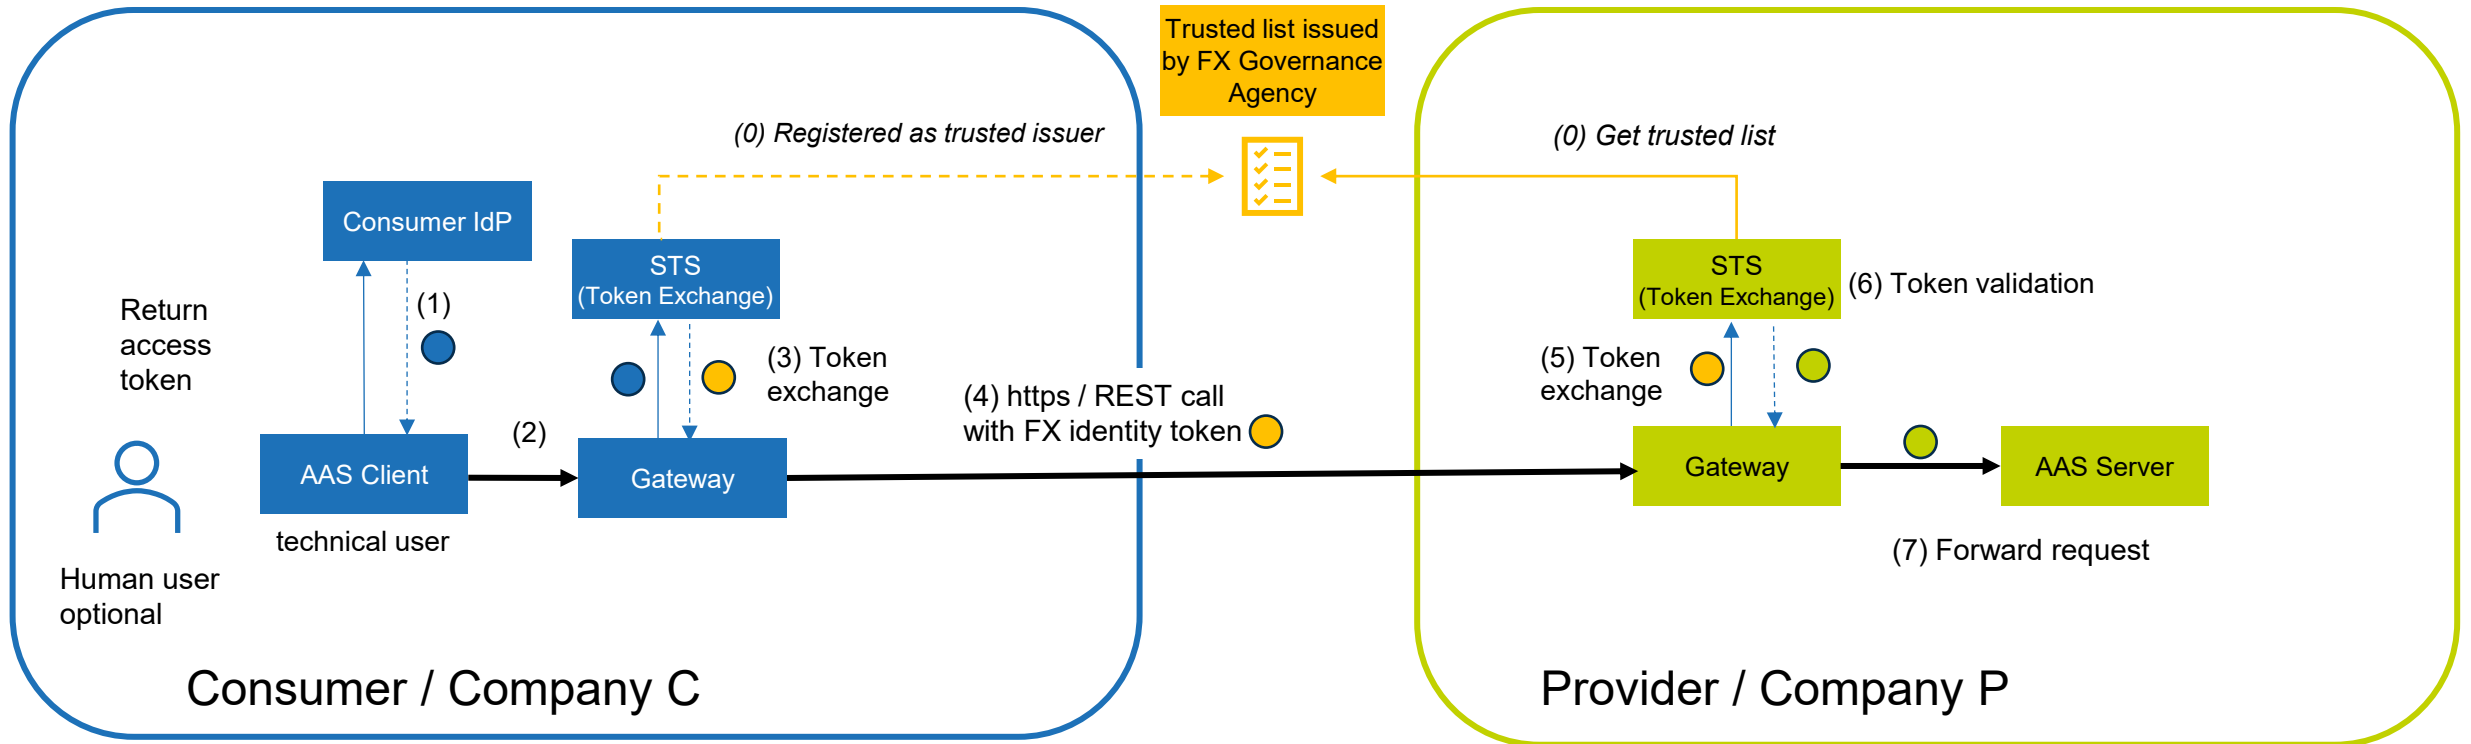 Trusted list issued
by FX Governance
Agency
(0) Registered as trusted issuer
(0) Get trusted list
Consumer IdP
STS
(Token Exchange)
STS
(Token Exchange)
(6) Token validation
Return
access
token
(1)
(3) Token
exchange
(5) Token
exchange
(4) https / REST call
with FX identity token
(2)
AAS Client
Gateway
Gateway
AAS Server
technical user
(7) Forward request
Human user
optional
Consumer / Company C
Provider / Company P